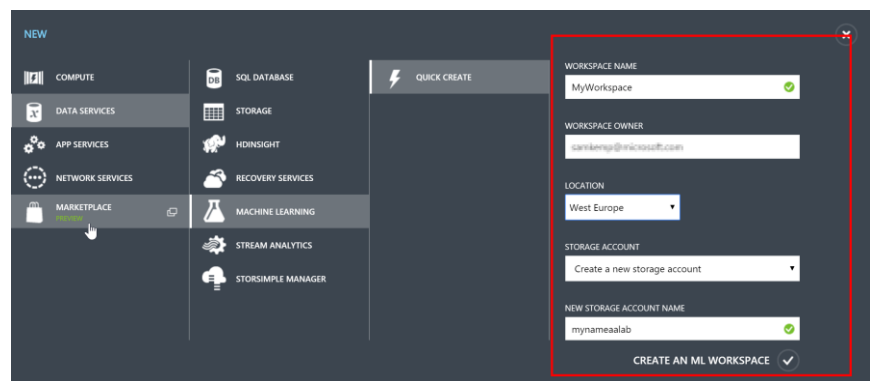 NEW
COMPUTE
DATA SERVICES
APP SERVICES
NETWORK SERVICES
MARKETPLACE
PREVIEW
SQL DATABASE
DB
STORAGE
HDINSIGHT
RECOVERY SERVICES
MACHINE LEARNING
STREAM ANALYTICS
STORSIMPLE MANAGER
QUICK CREATE
WORKSPACE NAME
MyWorkspace
WORKSPACE OWNER
LOCATION
West Europe
STORAGE ACCOUNT
Create a new storage account
NEW STORAGE ACCOUNT NAME
mynameaalab
CREATE AN ML WORKSPACE